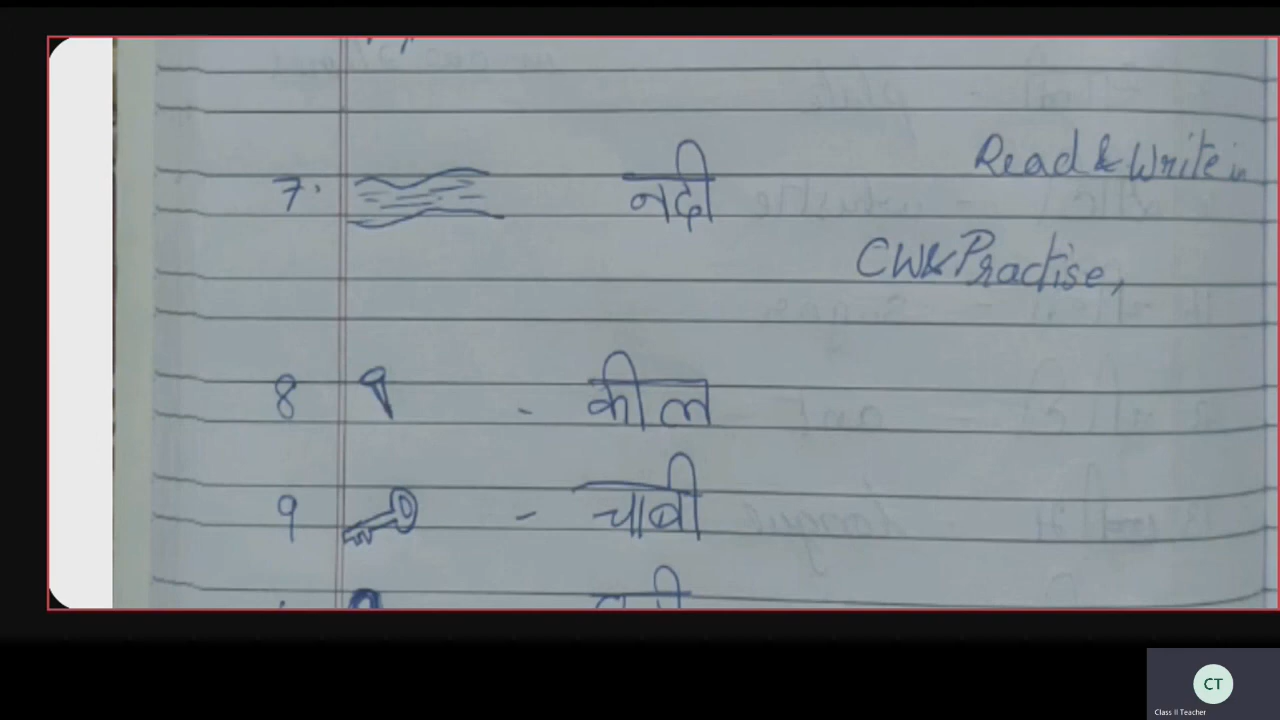 Read & Write in
7. नदी
CW & Practise,
8 - कील
9 - चाबी
CT
Class II Teacher